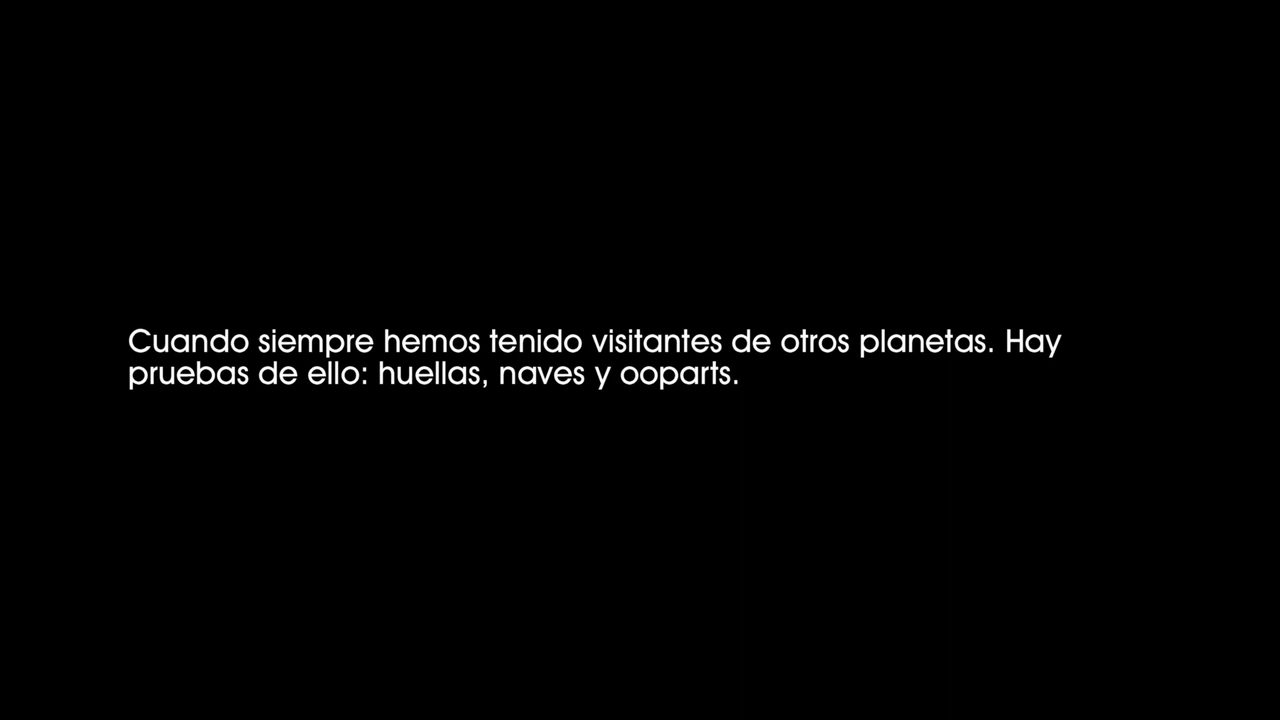 Cuando siempre hemos tenido visitantes de otros planetas. Hay
pruebas de ello: huellas, naves y ooparts.